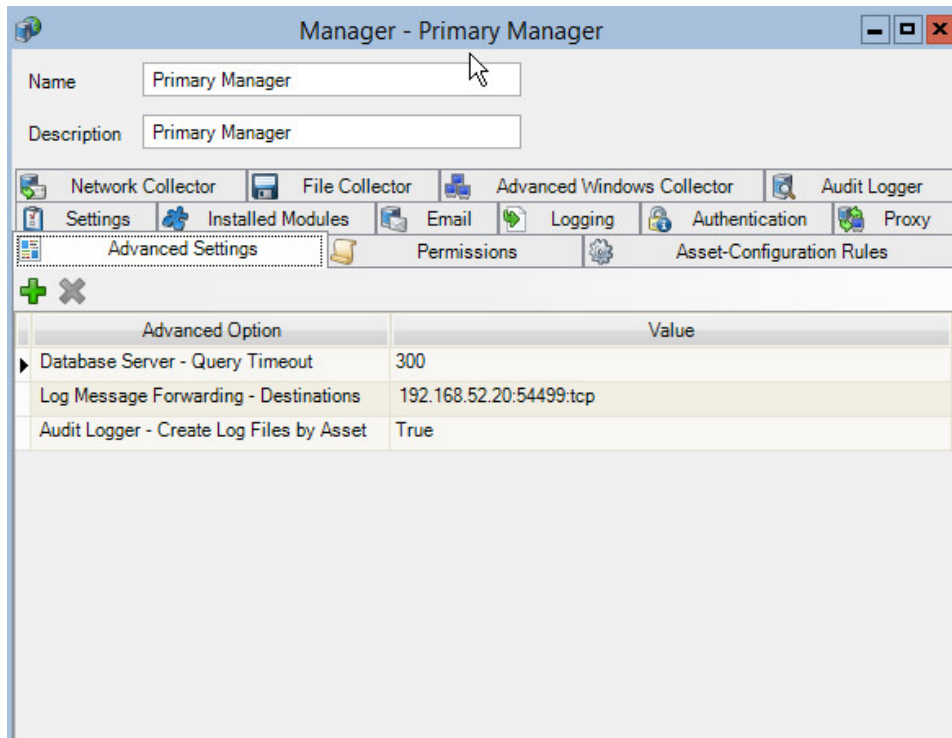 Manager - Primary Manager
Name Primary Manager
Description Primary Manager
Network Collector File Collector Advanced Windows Collector Audit Logger
Settings Installed Modules Email Logging Authentication Proxy
Advanced Settings Permissions Asset-Configuration Rules
Advanced Option Value
Database Server - Query Timeout 300
Log Message Forwarding - Destinations 192.168.52.20:54499:tcp
Audit Logger - Create Log Files by Asset True